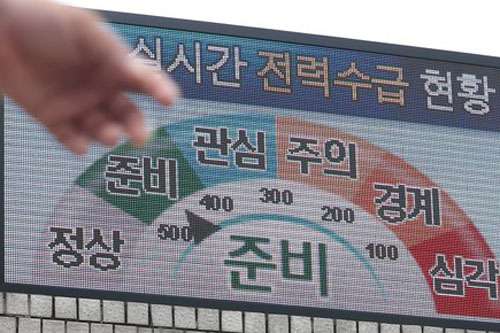 실시간 전력수급 현황
관심 주의
준비 경계
정상 심각
500 400 300 200 100
준비